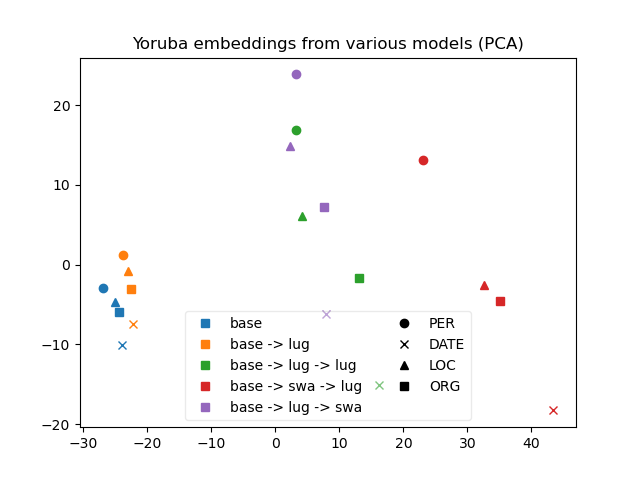 Yoruba embeddings from various models (PCA)
20
10
0
−10
−20
base
base -> lug
base -> lug -> lug
base -> swa -> lug
base -> lug -> swa
PER
DATE
LOC
ORG
−30 −20 −10 0 10 20 30 40